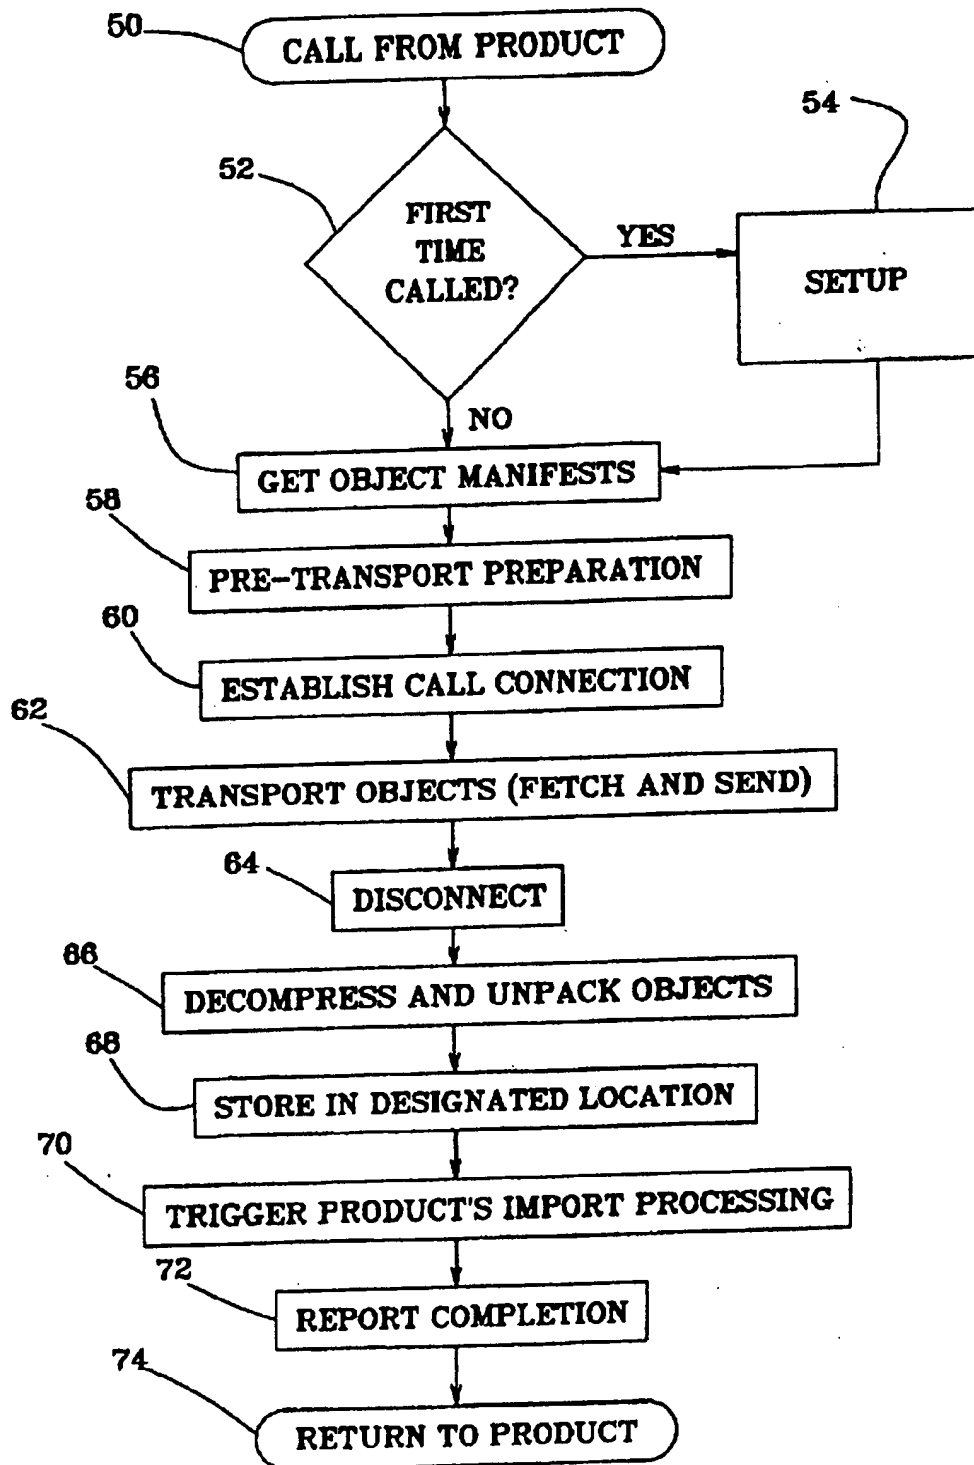 50
CALL FROM PRODUCT
54
52
FIRST
TIME
CALLED?
YES
SETUP
56
NO
GET OBJECT MANIFESTS
58
PRE-TRANSPORT PREPARATION
60
ESTABLISH CALL CONNECTION
62
TRANSPORT OBJECTS (FETCH AND SEND)
64
DISCONNECT
66
DECOMPRESS AND UNPACK OBJECTS
68
STORE IN DESIGNATED LOCATION
70
TRIGGER PRODUCT'S IMPORT PROCESSING
72
REPORT COMPLETION
74
RETURN TO PRODUCT